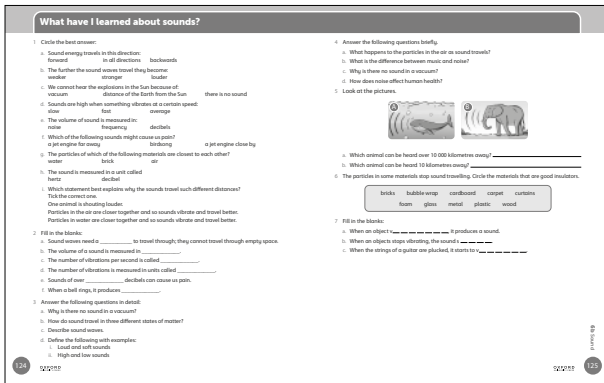 What have I learned about sounds?
1 Circle the best answer:
a. Sound energy travels in this direction:
forward in all directions backwards
b. The further the sound waves travel they become:
weaker stronger louder
c. We cannot hear the explosions in the Sun because of:
vacuum distance of the Earth from the Sun there is no sound
d. Sounds are high when something vibrates at a certain speed:
slow fast average
e. The volume of sound is measured in:
noise frequency decibels
f. Which of the following sounds might cause us pain?
a jet engine far away birdsong a jet engine close by
g. The particles of which of the following materials are closest to each other?
water brick air
h. The sound is measured in a unit called
hertz decibel
i. Which statement best explains why the sounds travel such different distances?
Tick the correct one.
One animal is shouting louder.
Particles in the air are closer together and so sounds vibrate and travel better.
Particles in water are closer together and so sounds vibrate and travel better.
2 Fill in the blanks:
a. Sound waves need a __________ to travel through; they cannot travel through empty space.
b. The volume of a sound is measured in ____________.
c. The number of vibrations per second is called ____________.
d. The number of vibrations is measured in units called ____________.
e. Sounds of over ____________ decibels can cause us pain.
f. When a bell rings, it produces ____________.
3 Answer the following questions in detail:
a. Why is there no sound in a vacuum?
b. How do sound travel in three different states of matter?
c. Describe sound waves.
d. Define the following with examples:
i. Loud and soft sounds
ii. High and low sounds
124
OXFORD
4 Answer the following questions briefly.
a. What happens to the particles in the air as sound travels?
b. What is the difference between music and noise?
c. Why is there no sound in a vacuum?
d. How does noise affect human health?
5 Look at the pictures.
A B
a. Which animal can be heard over 10 000 kilometres away? ____________
b. Which animal can be heard 10 kilometres away? ____________
6 The particles in some materials stop sound travelling. Circle the materials that are good insulators.
bricks bubble wrap cardboard carpet curtains
foam glass metal plastic wood
7 Fill in the blanks:
a. When an object v_ _ _ _ _ _ _, it produces a sound.
b. When an objects stops vibrating, the sound s _ _ _ _.
c. When the strings of a guitar are plucked, it starts to v_ _ _ _ _ _.
Sound
OXFORD
125